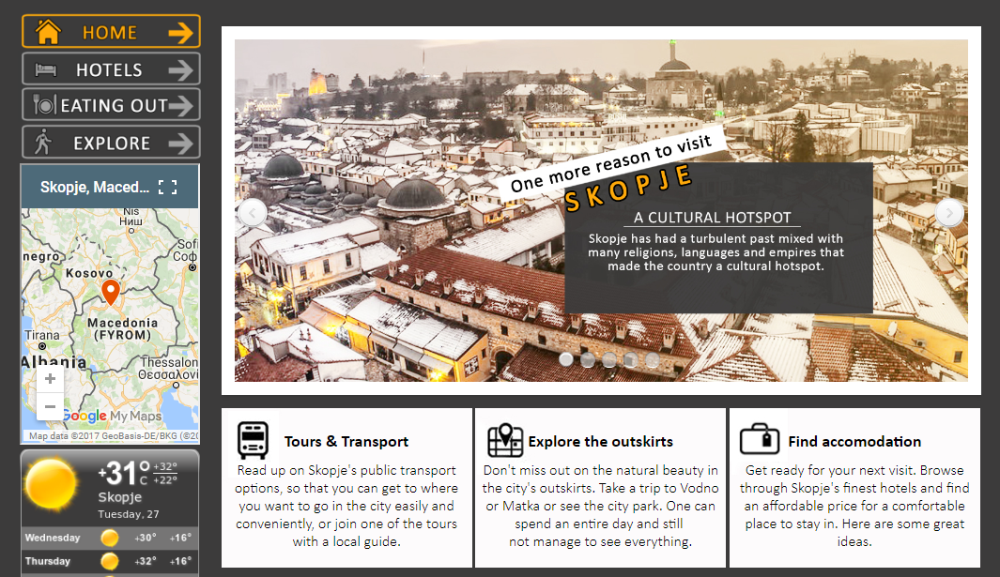 HOME
HOTELS
EATING OUT
EXPLORE
Skopje, Maced...
Nis
Ниш
negro
Kosovo
Sofi
Соф
Macedonia
(FYROM)
Tirana
Albania
Thessalon
Θεσσαλονί
+
−
Google My Maps
Map data ©2017 GeoBasis-DE/BKG (©20
+31°C
+32°
+22°
Skopje
Tuesday, 27
Wednesday +30° +16°
Thursday +32° +16°
One more reason to visit
SKOPJE
A CULTURAL HOTSPOT
Skopje has had a turbulent past mixed with
many religions, languages and empires that
made the country a cultural hotspot.
Tours & Transport
Read up on Skopje's public transport
options, so that you can get to where
you want to go in the city easily and
conveniently, or join one of the tours
with a local guide.
Explore the outskirts
Don't miss out on the natural beauty in
the city's outskirts. Take a trip to Vodno
or Matka or see the city park. One can
spend an entire day and still
not manage to see everything.
Find accomodation
Get ready for your next visit. Browse
through Skopje's finest hotels and find
an affordable price for a comfortable
place to stay in. Here are some great
ideas.